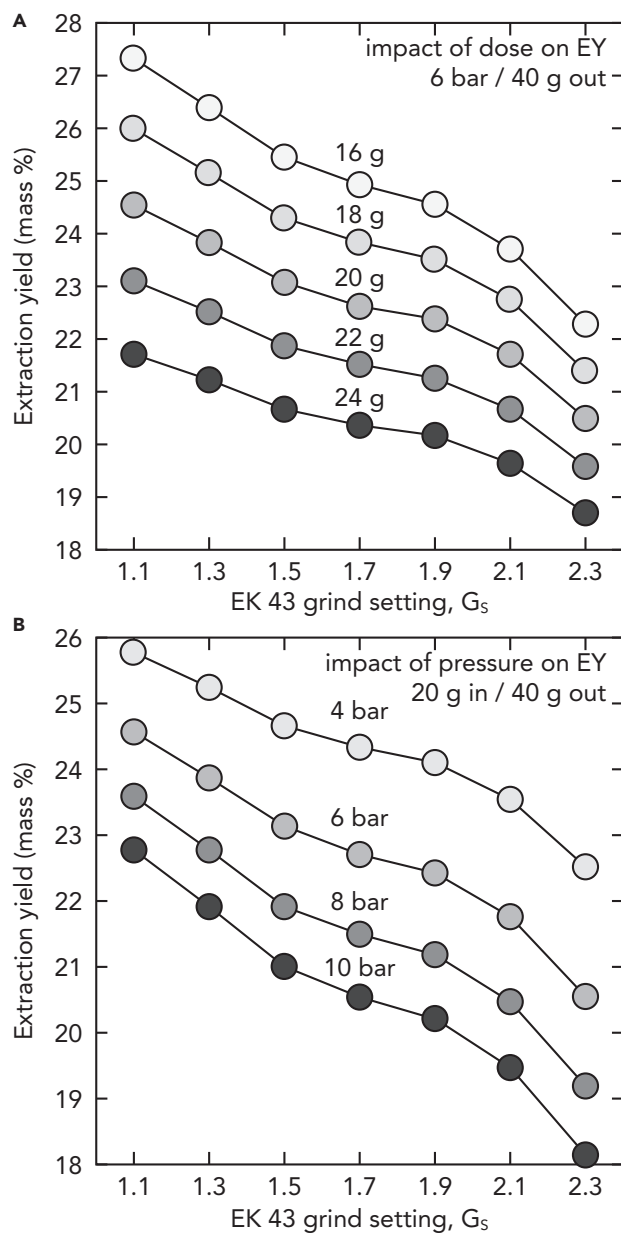 A
impact of dose on EY
6 bar / 40 g out
28
27
26
25
24
23
22
21
20
19
18
Extraction yield (mass %)
16 g
18 g
20 g
22 g
24 g
1.1 1.3 1.5 1.7 1.9 2.1 2.3
EK 43 grind setting, GS
B
impact of pressure on EY
20 g in / 40 g out
26
25
24
23
22
21
20
19
18
Extraction yield (mass %)
4 bar
6 bar
8 bar
10 bar
1.1 1.3 1.5 1.7 1.9 2.1 2.3
EK 43 grind setting, GS